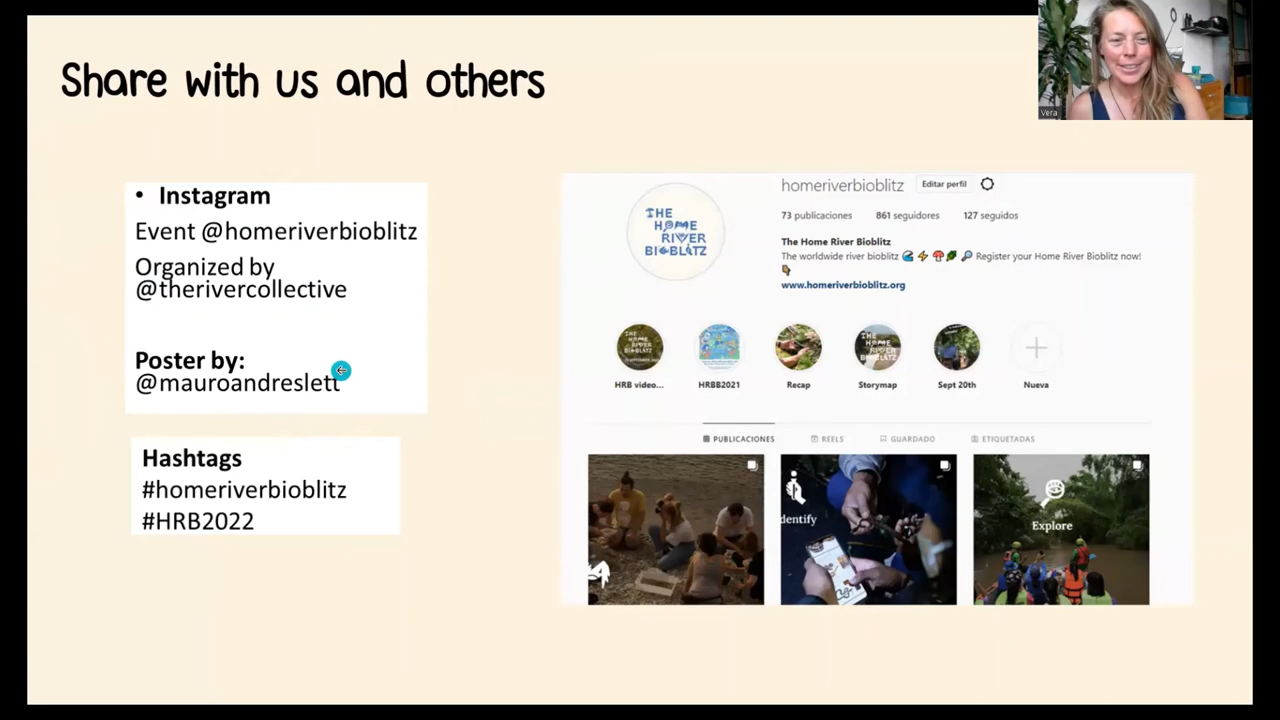 Share with us and others
Vera
• Instagram
Event @homeriverbioblitz
Organized by
@therivercollective
Poster by:
@mauroandreslett
Hashtags
#homeriverbioblitz
#HRB2022
homeriverbioblitz Editar perfil
73 publicaciones 861 seguidores 127 seguidos
The Home River Bioblitz
The worldwide river bioblitz 🌊⚡🍄🌿🔎 Register your Home River Bioblitz now!
👇
www.homeriverbioblitz.org
THE
HOME
RIVER
BIOBLITZ
HRB video... HRBB2021 Recap Storymap Sept 20th Nueva
PUBLICACIONES REELS GUARDADO ETIQUETADAS
dentify
Explore